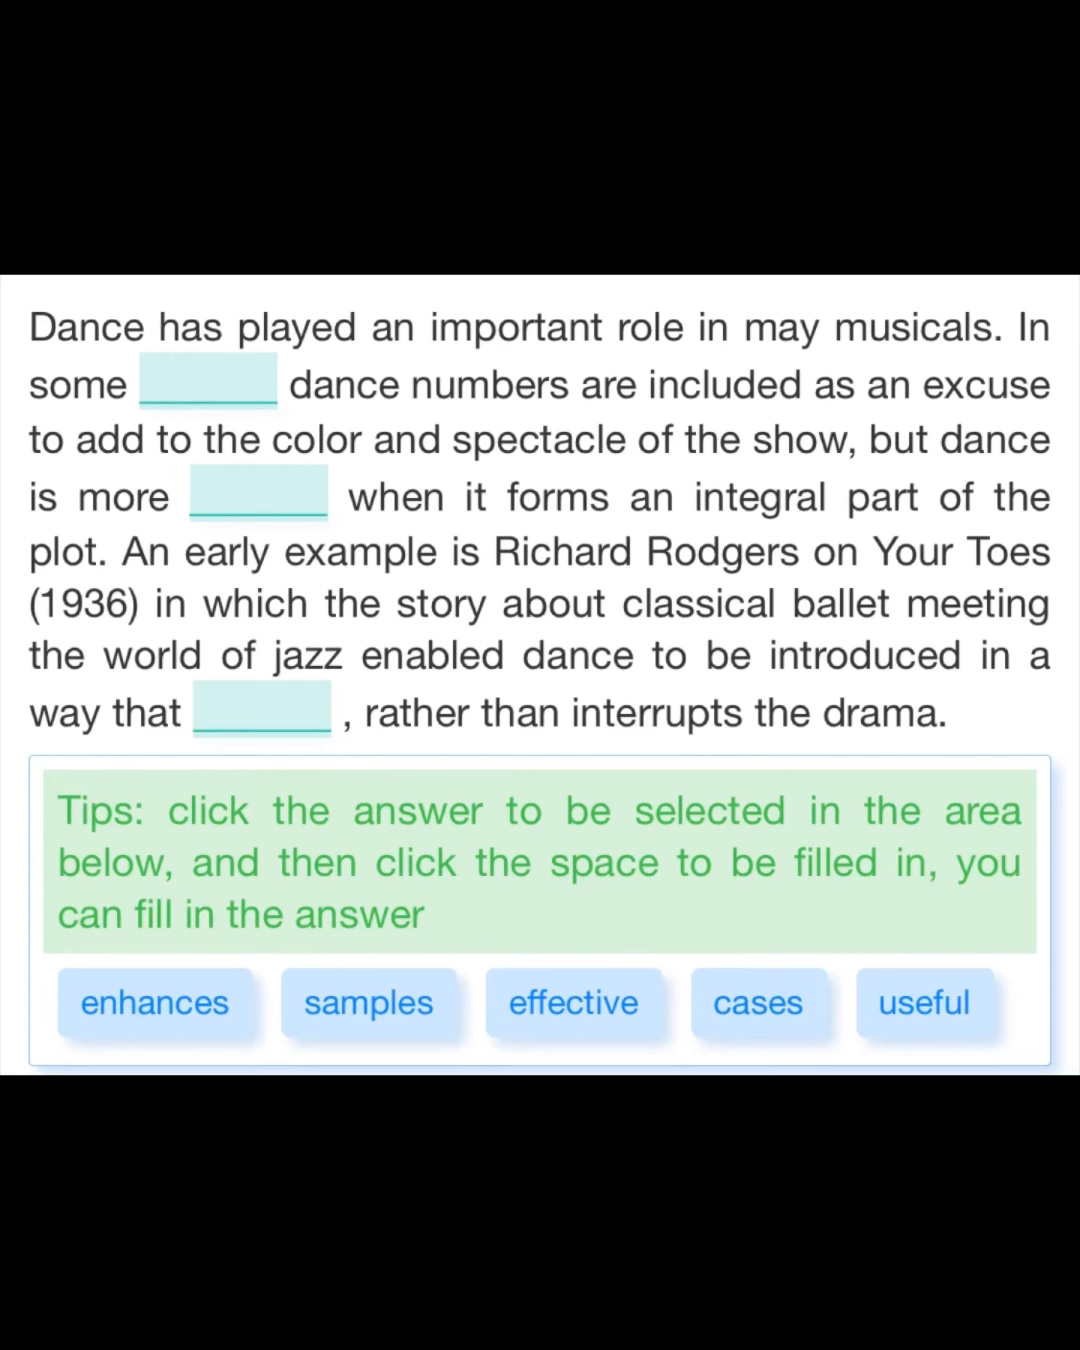 Dance has played an important role in may musicals. In
some dance numbers are included as an excuse
to add to the color and spectacle of the show, but dance
is more when it forms an integral part of the
plot. An early example is Richard Rodgers on Your Toes
(1936) in which the story about classical ballet meeting
the world of jazz enabled dance to be introduced in a
way that , rather than interrupts the drama.
Tips: click the answer to be selected in the area
below, and then click the space to be filled in, you
can fill in the answer
enhances samples effective cases useful